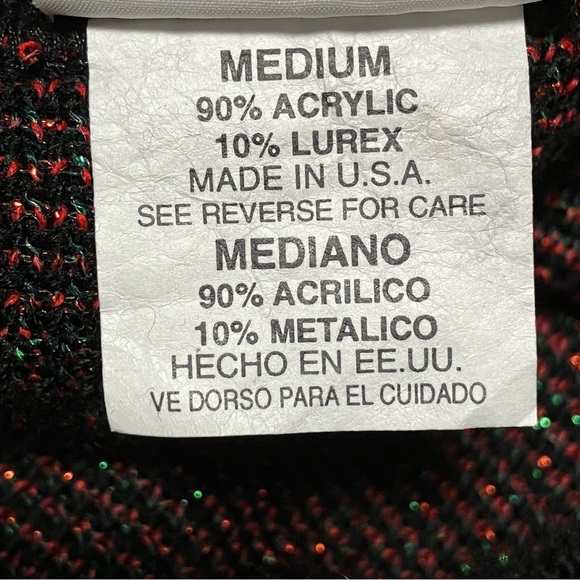 MEDIUM
90% ACRYLIC
10% LUREX
MADE IN U.S.A.
SEE REVERSE FOR CARE
MEDIANO
90% ACRILICO
10% METALICO
HECHO EN EE.UU.
VE DORSO PARA EL CUIDADO